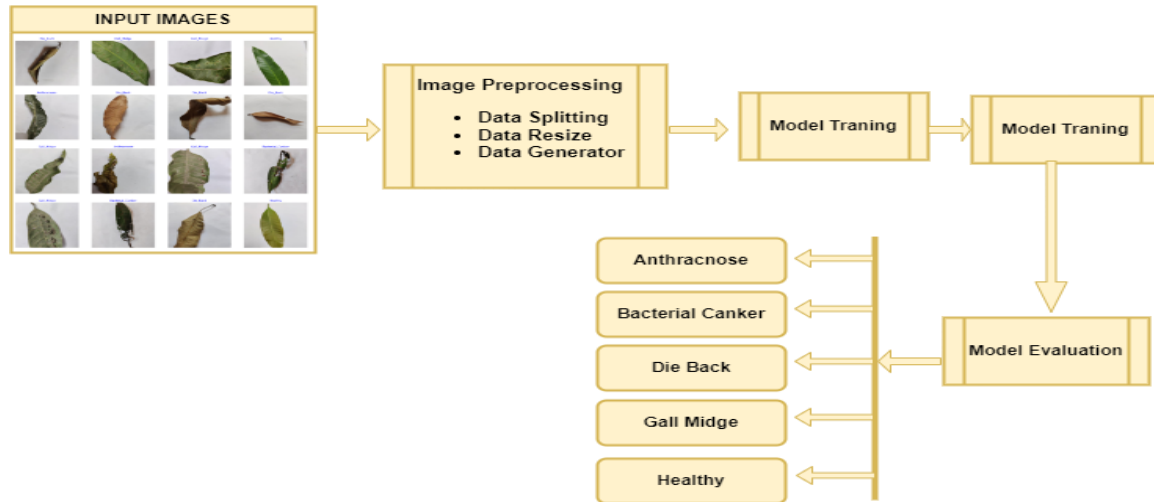 INPUT IMAGES
Image Preprocessing
• Data Splitting
• Data Resize
• Data Generator
Model Traning
Model Traning
Model Evaluation
Anthracnose
Bacterial Canker
Die Back
Gall Midge
Healthy